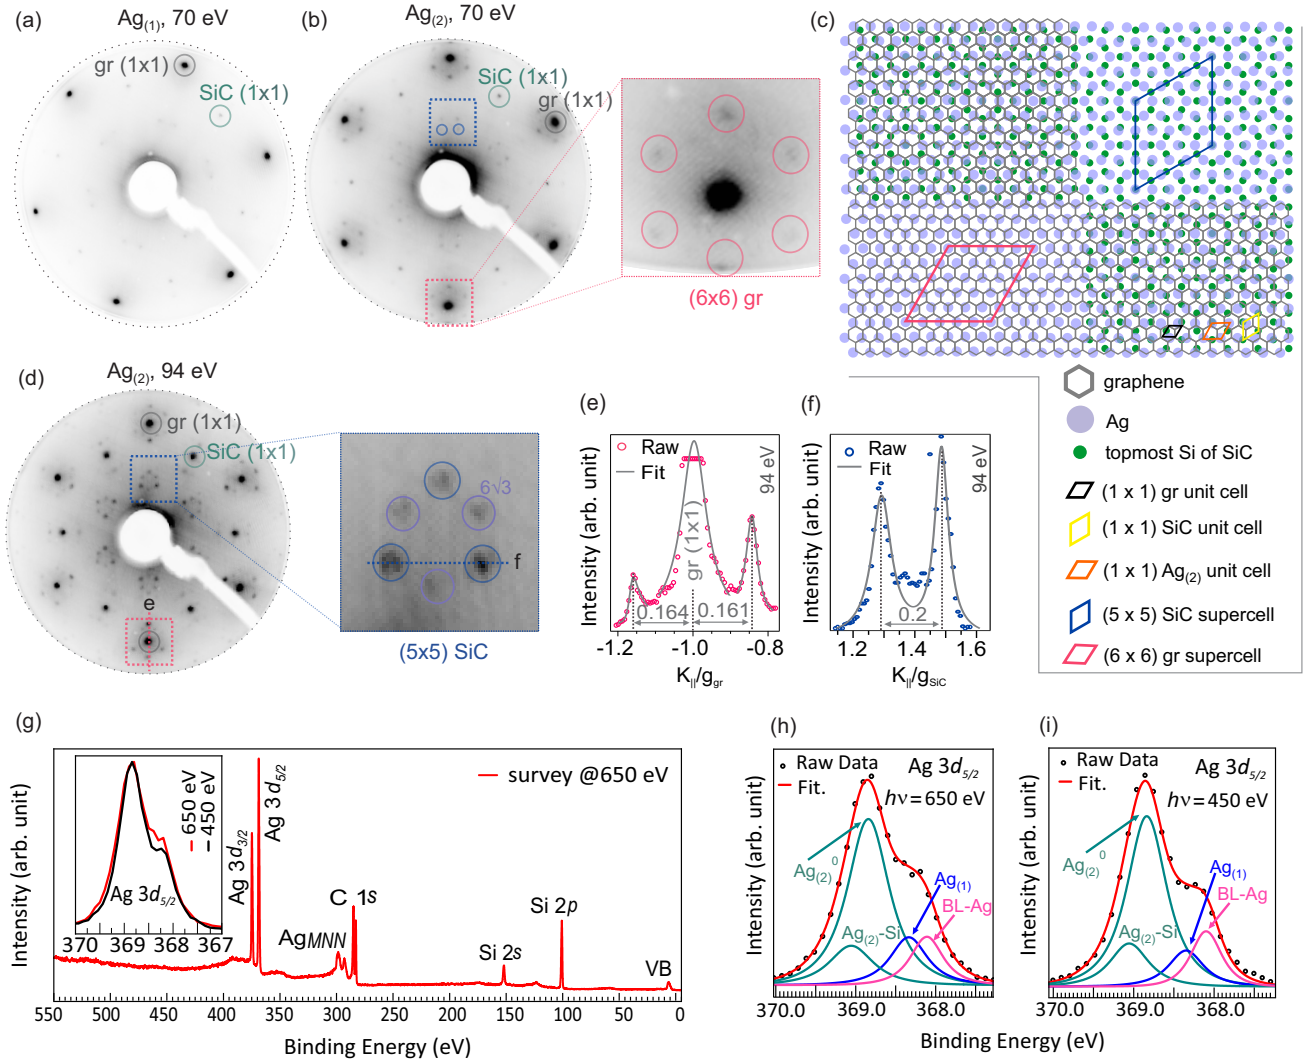 (a)
Ag(1), 70 eV
gr (1x1)
SiC (1x1)
(b)
Ag(2), 70 eV
SiC (1x1)
gr (1x1)
(6x6) gr
(c)
graphene
Ag
topmost Si of SiC
(1 x 1) gr unit cell
(1 x 1) SiC unit cell
(1 x 1) Ag(2) unit cell
(5 x 5) SiC supercell
(6 x 6) gr supercell
(d)
Ag(2), 94 eV
gr (1x1)
SiC (1x1)
e
6√3
f
(5x5) SiC
(e)
Raw
Fit
94 eV
gr (1x1)
0.164
0.161
Intensity (arb. unit)
-1.2
-1.0
-0.8
K||/ggr
(f)
Raw
Fit
94 eV
0.2
Intensity (arb. unit)
1.2
1.4
1.6
K||/gSiC
(g)
Intensity (arb. unit)
650 eV
450 eV
Ag 3d5/2
370
369
368
367
Ag 3d3/2
Ag 3d5/2
survey @650 eV
AgMNN
C 1s
Si 2s
Si 2p
VB
550
500
450
400
350
300
250
200
150
100
50
0
Binding Energy (eV)
(h)
Raw Data
Fit.
Ag 3d5/2
hν = 650 eV
Ag(2)0
Ag(1)
BL-Ag
Ag(2)-Si
Intensity (arb. unit)
370.0
369.0
368.0
(i)
Raw Data
Fit.
Ag 3d5/2
hν = 450 eV
Ag(2)0
Ag(1)
BL-Ag
Ag(2)-Si
Intensity (arb. unit)
370.0
369.0
368.0
Binding Energy (eV)